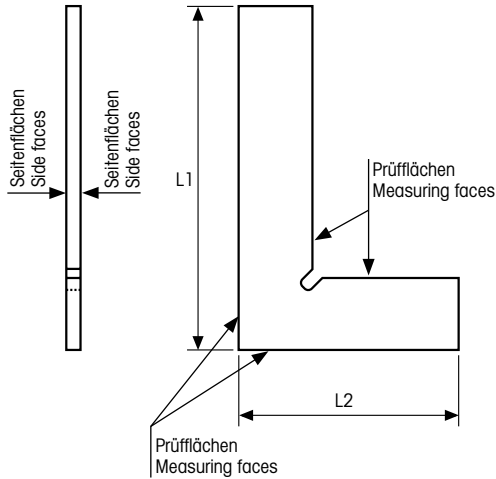 Seitenflächen
Side faces
Seitenflächen
Side faces
L1
Prüfflächen
Measuring faces
L2
Prüfflächen
Measuring faces